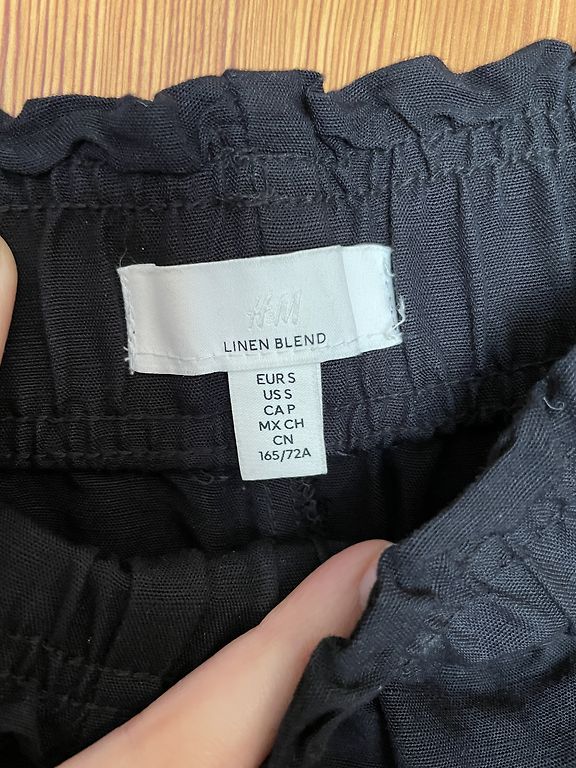 H&M
LINEN BLEND
EUR S
US S
CA P
MX CH
CN
165/72A